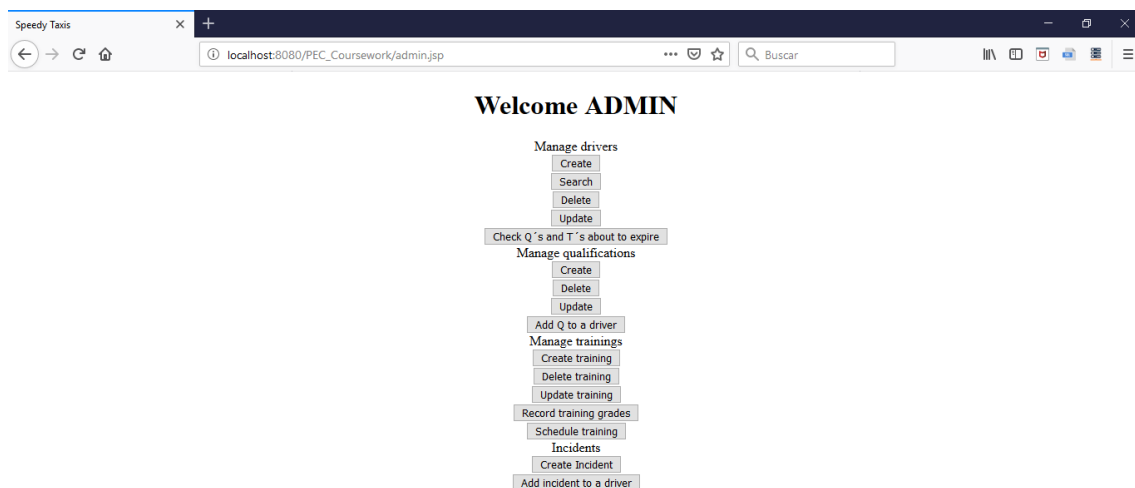 Speedy Taxis
localhost:8080/PEC_Coursework/admin.jsp
Buscar
Welcome ADMIN
Manage drivers
Create
Search
Delete
Update
Check Q´s and T´s about to expire
Manage qualifications
Create
Delete
Update
Add Q to a driver
Manage trainings
Create training
Delete training
Update training
Record training grades
Schedule training
Incidents
Create Incident
Add incident to a driver